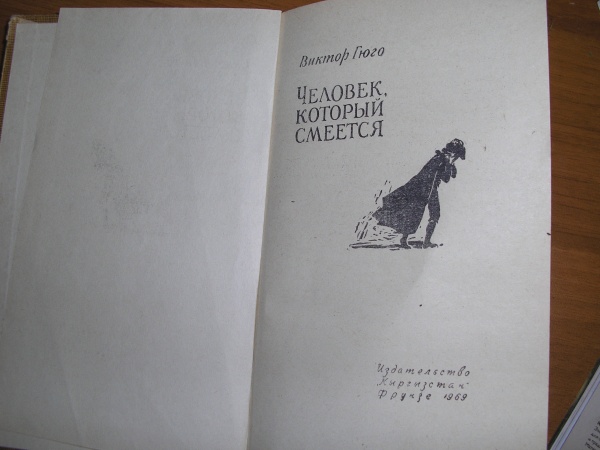 Виктор Гюго
ЧЕЛОВЕК,
КОТОРЫЙ
СМЕЕТСЯ
Издательство
„Киргизстан"
Фрунзе 1969